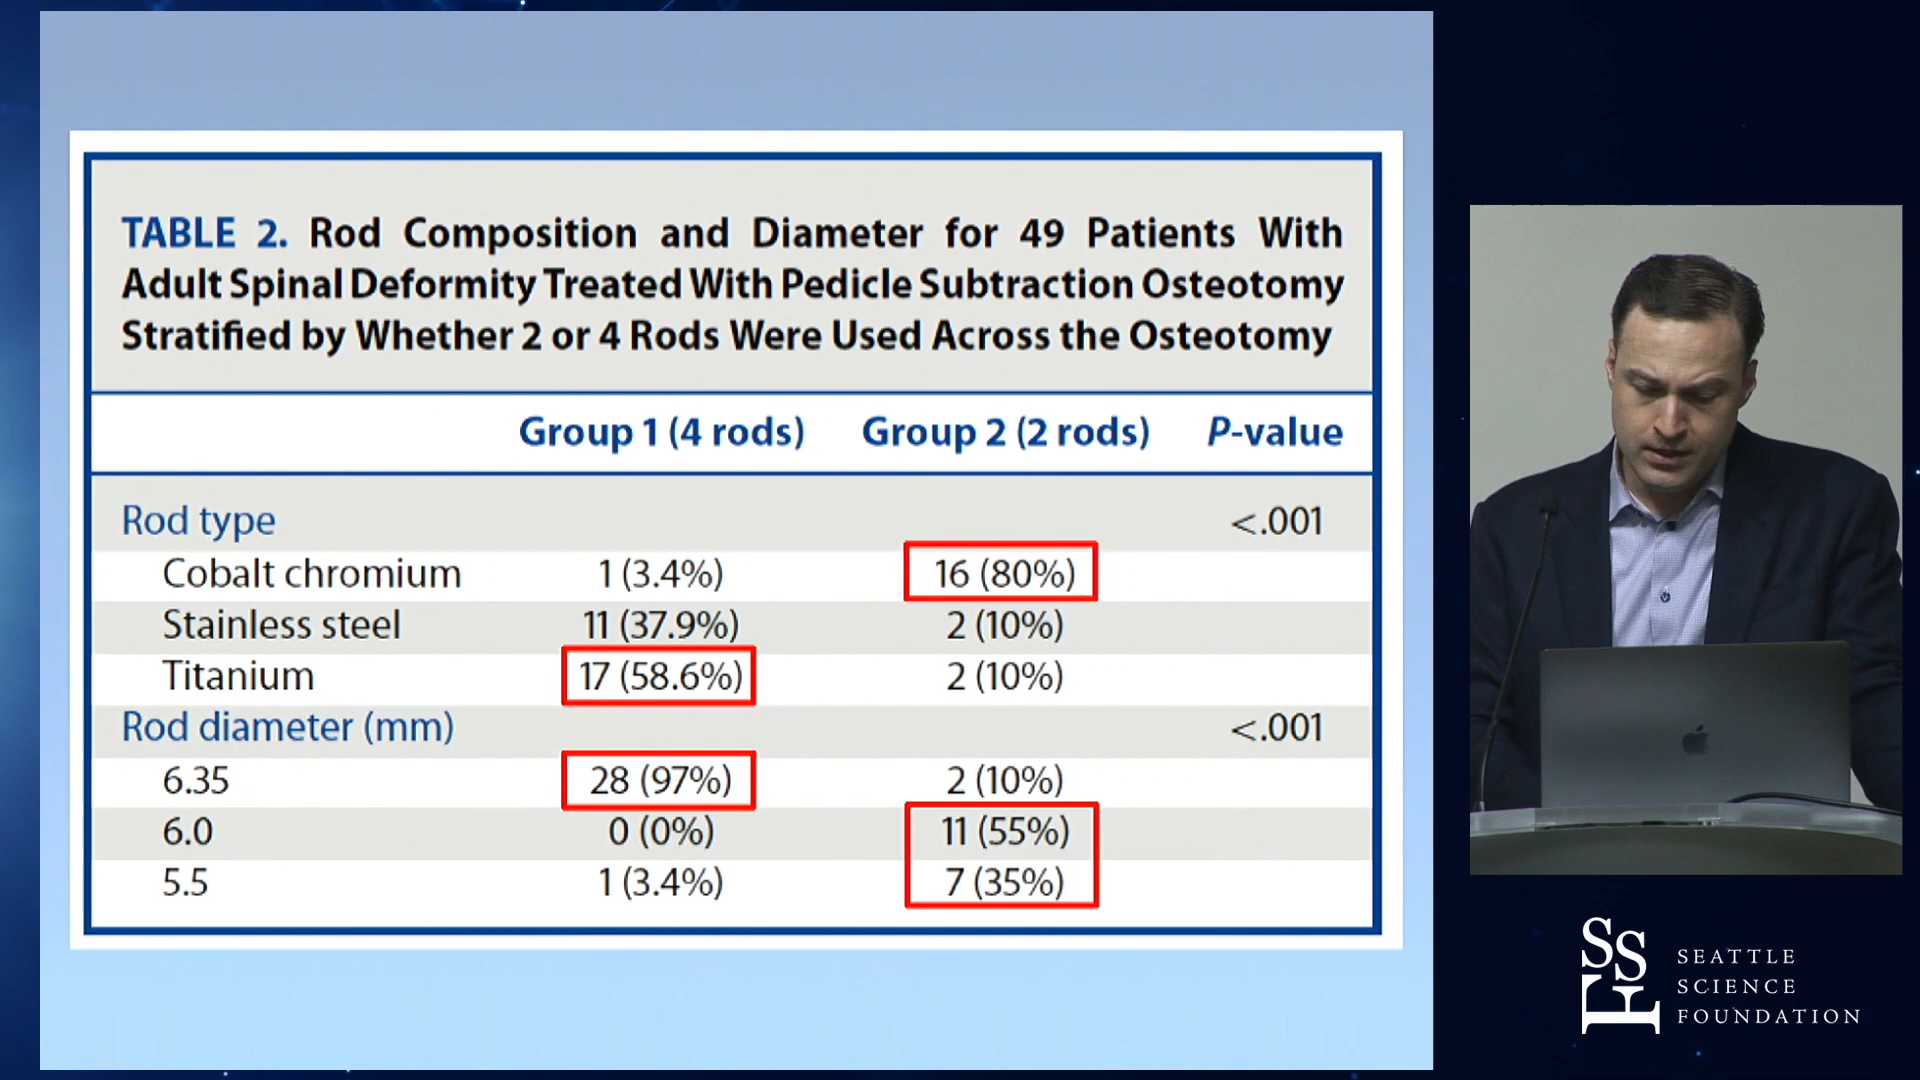 TABLE 2. Rod Composition and Diameter for 49 Patients With
Adult Spinal Deformity Treated With Pedicle Subtraction Osteotomy
Stratified by Whether 2 or 4 Rods Were Used Across the Osteotomy
Group 1 (4 rods) Group 2 (2 rods) P-value
Rod type <.001
Cobalt chromium 1 (3.4%) 16 (80%)
Stainless steel 11 (37.9%) 2 (10%)
Titanium 17 (58.6%) 2 (10%)
Rod diameter (mm) <.001
6.35 28 (97%) 2 (10%)
6.0 0 (0%) 11 (55%)
5.5 1 (3.4%) 7 (35%)
SSF
SEATTLE
SCIENCE
FOUNDATION